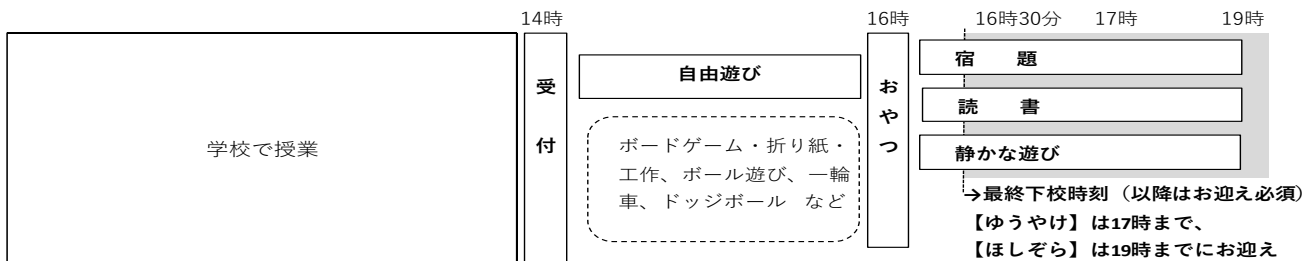 14時
16時
16時30分
17時
19時
学校で授業
受付
自由遊び
ボードゲーム・折り紙・
工作、ボール遊び、一輪
車、ドッジボール など
おやつ
宿 題
読 書
静かな遊び
→最終下校時刻（以降はお迎え必須）
【ゆうやけ】は17時まで、
【ほしぞら】は19時までにお迎え